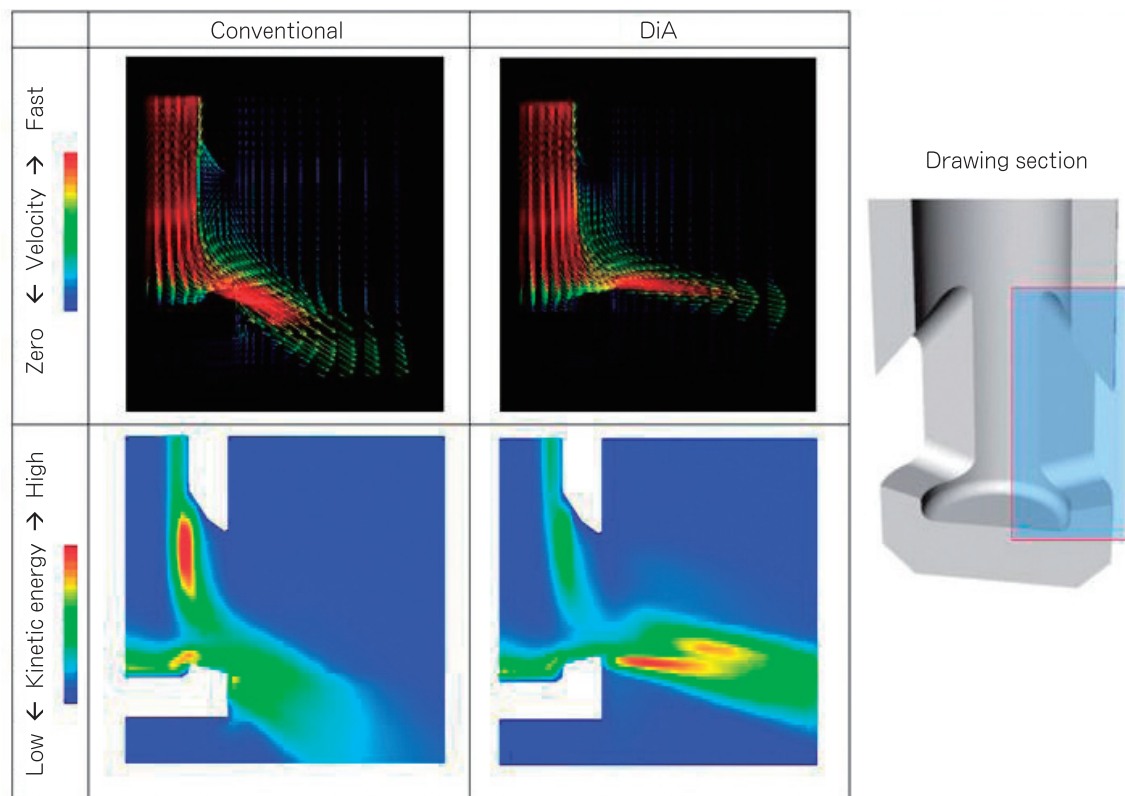 Conventional
DiA
Zero ← Velocity → Fast
Drawing section
Low ← Kinetic energy → High